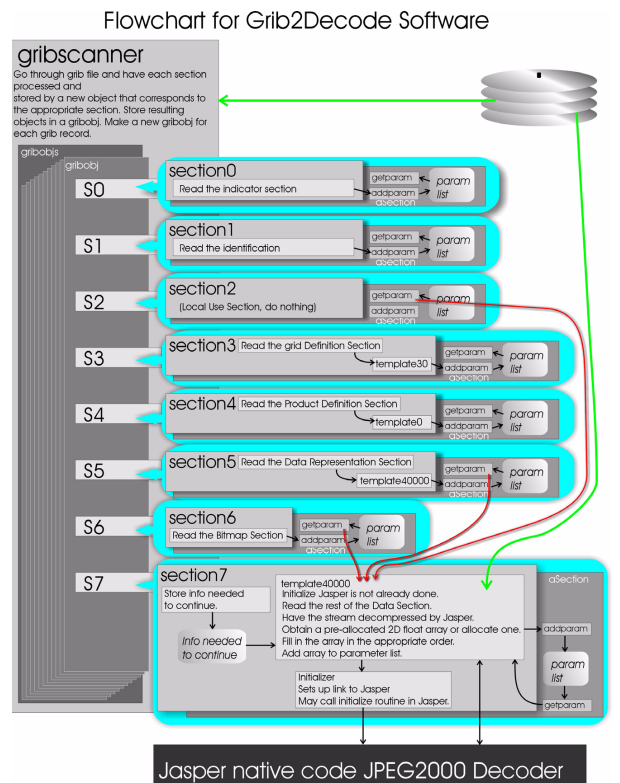 Flowchart for Grib2Decode Software
gribscanner
Go through grib file and have each section
processed and
stored by a new object that corresponds to
the appropriate section. Store resulting
objects in a gribobj. Make a new gribobj for
each grib record.
gribobjs
gribobj
S0
section0
Read the indicator section
getparam
addparam
param
list
aSection
S1
section1
Read the identification
getparam
addparam
param
list
aSection
S2
section2
(Local Use Section, do nothing)
getparam
addparam
param
list
aSection
S3
section3
Read the grid Definition Section
template30
getparam
addparam
param
list
aSection
S4
section4
Read the Product Definition Section
template0
getparam
addparam
param
list
aSection
S5
section5
Read the Data Representation Section
template40000
getparam
addparam
param
list
aSection
S6
section6
Read the Bitmap Section
getparam
addparam
param
list
aSection
S7
section7
Store info needed
to continue.
Info needed
to continue
template40000
Initialize Jasper is not already done.
Read the rest of the Data Section.
Have the stream decompressed by Jasper.
Obtain a pre-allocated 2D float array or allocate one.
Fill in the array in the appropriate order.
Add array to parameter list.
aSection
addparam
param
list
getparam
Initializer
Sets up link to Jasper
May call initialize routine in Jasper.
Jasper native code JPEG2000 Decoder